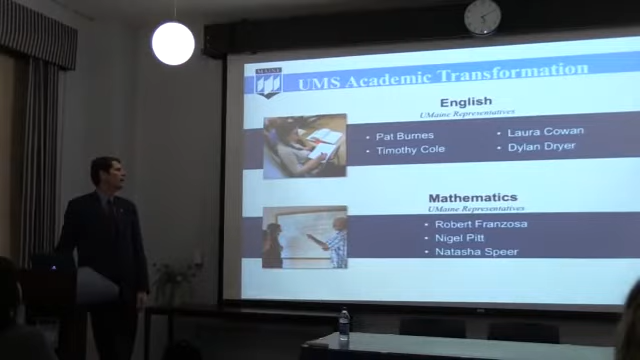 MAINE
UMS Academic Transformation
English
UMaine Representatives
• Pat Burnes
• Timothy Cole
• Laura Cowan
• Dylan Dryer
Mathematics
UMaine Representatives
• Robert Franzosa
• Nigel Pitt
• Natasha Speer